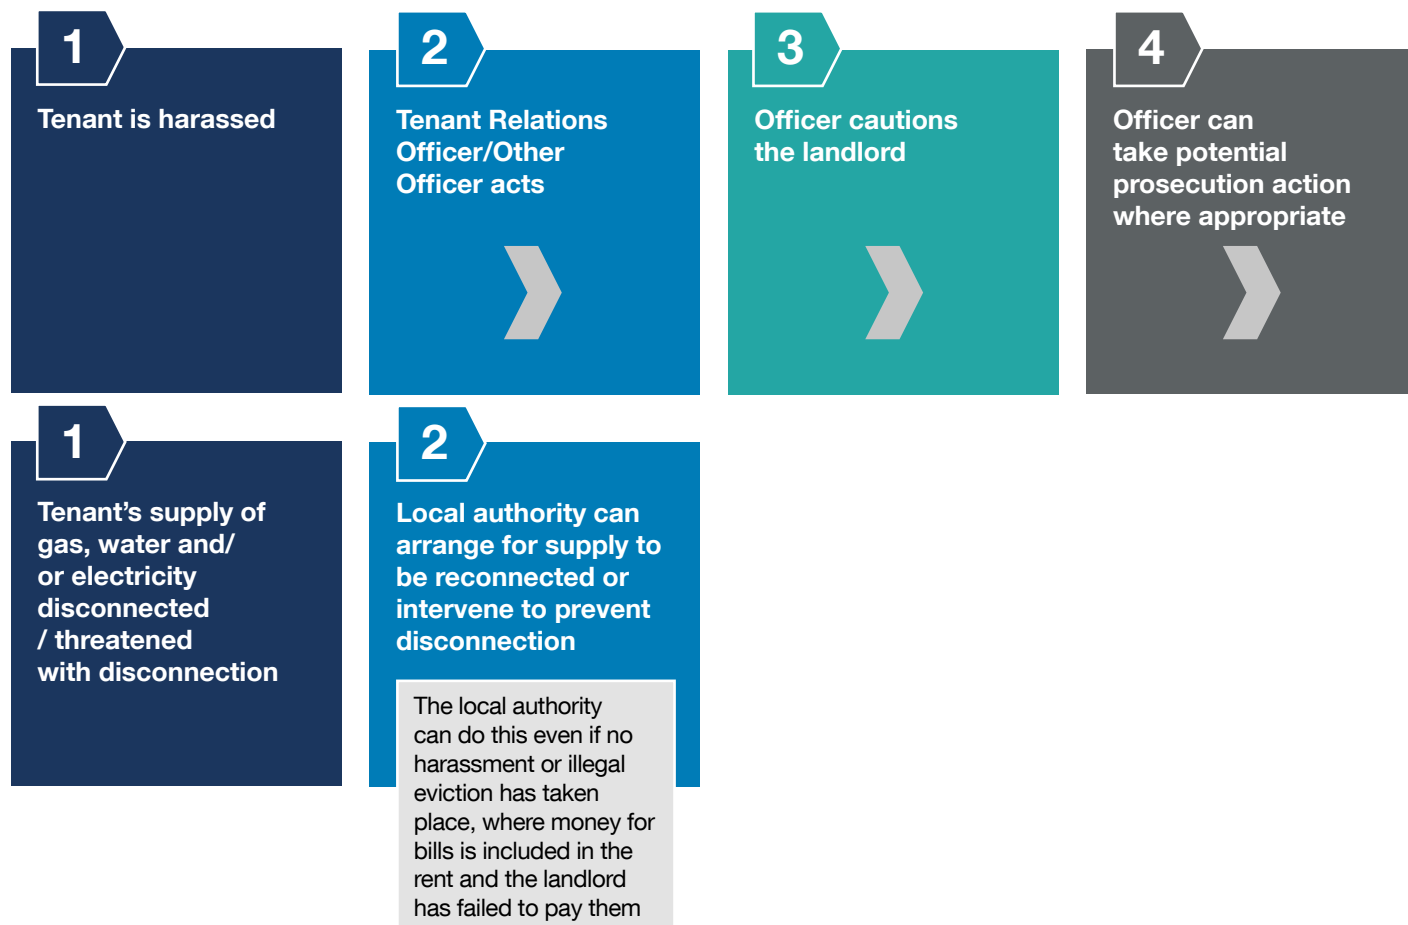 1
Tenant is harassed
2
Tenant Relations
Officer/Other
Officer acts
3
Officer cautions
the landlord
4
Officer can
take potential
prosecution action
where appropriate
1
Tenant’s supply of
gas, water and/
or electricity
disconnected
/ threatened
with disconnection
2
Local authority can
arrange for supply to
be reconnected or
intervene to prevent
disconnection
The local authority
can do this even if no
harassment or illegal
eviction has taken
place, where money for
bills is included in the
rent and the landlord
has failed to pay them